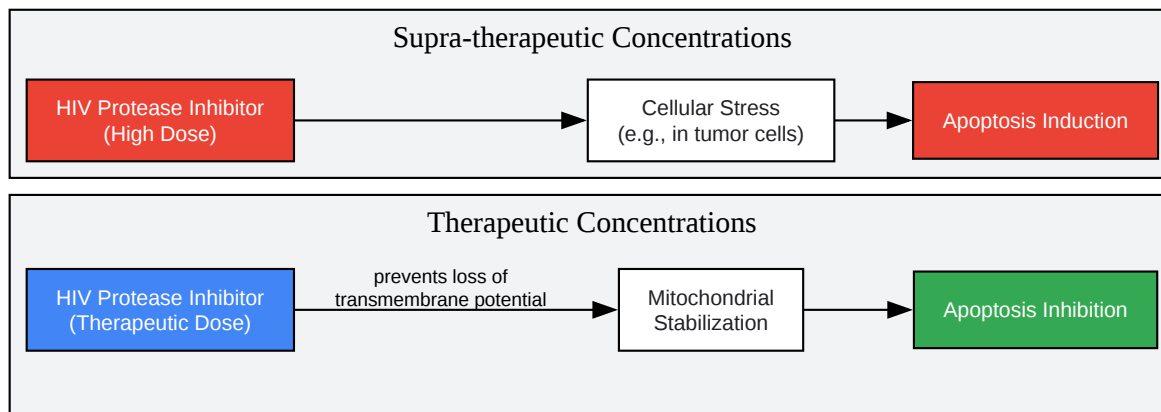 Supra-therapeutic Concentrations
HIV Protease Inhibitor
(High Dose)
Cellular Stress
(e.g., in tumor cells)
Apoptosis Induction
Therapeutic Concentrations
HIV Protease Inhibitor
(Therapeutic Dose)
prevents loss of
transmembrane potential
Mitochondrial
Stabilization
Apoptosis Inhibition